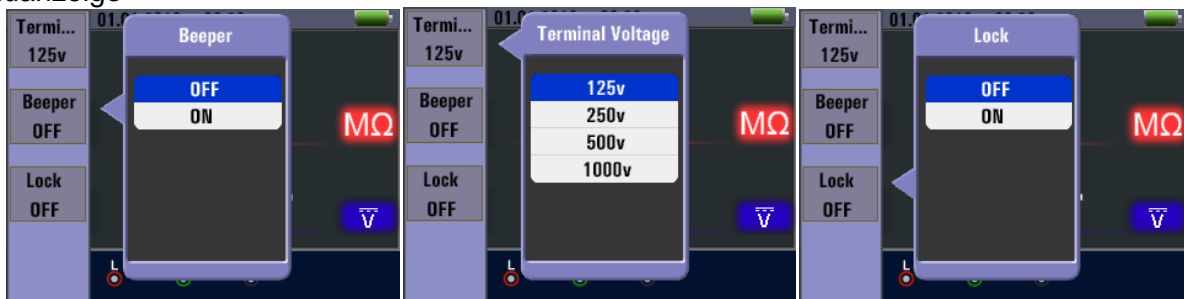 Termi...
125v
Beeper
OFF
Lock
OFF
Beeper
OFF
ON
MΩ
V
L
Termi...
125v
Beeper
OFF
Lock
OFF
Terminal Voltage
125v
250v
500v
1000v
MΩ
V
L
Termi...
125v
Beeper
OFF
Lock
OFF
Lock
OFF
ON
MΩ
V
L